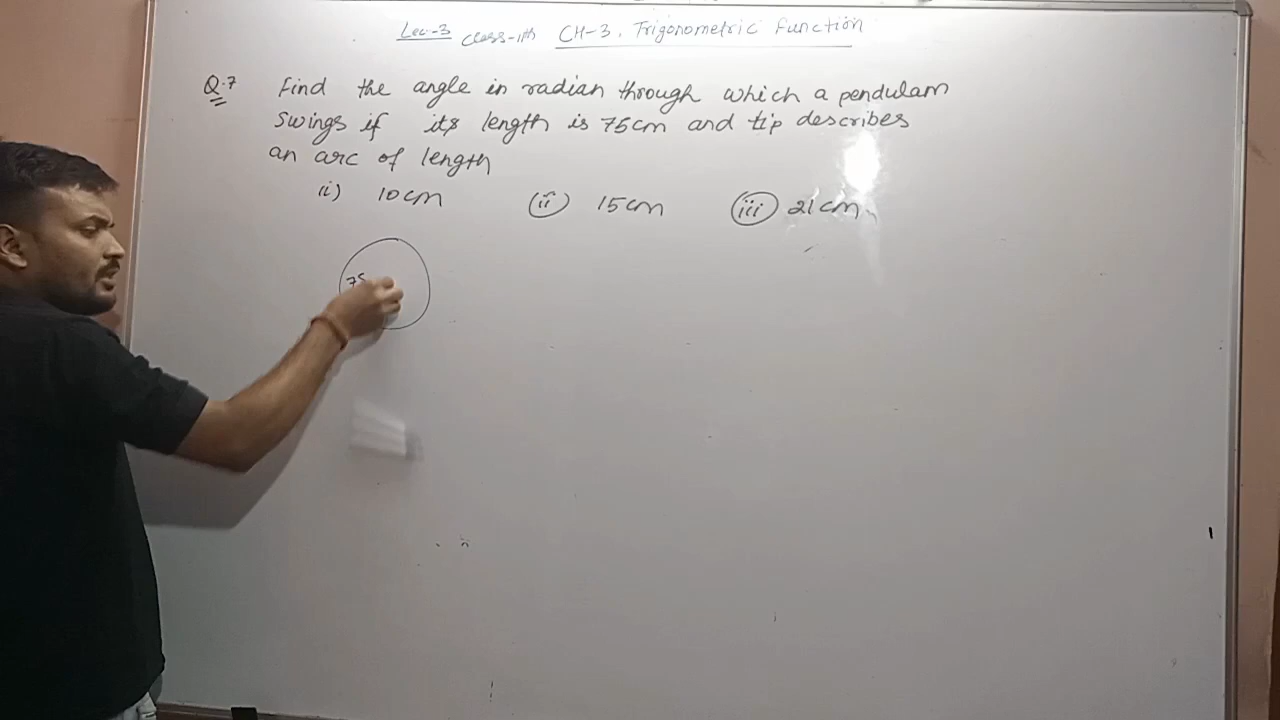 Lec.-3 Class-11th CH-3. Trigonometric Function
Q.7 Find the angle in radian through which a pendulam
swings if its length is 75cm and tip describes
an arc of length
(i) 10cm (ii) 15cm (iii) 21cm
75